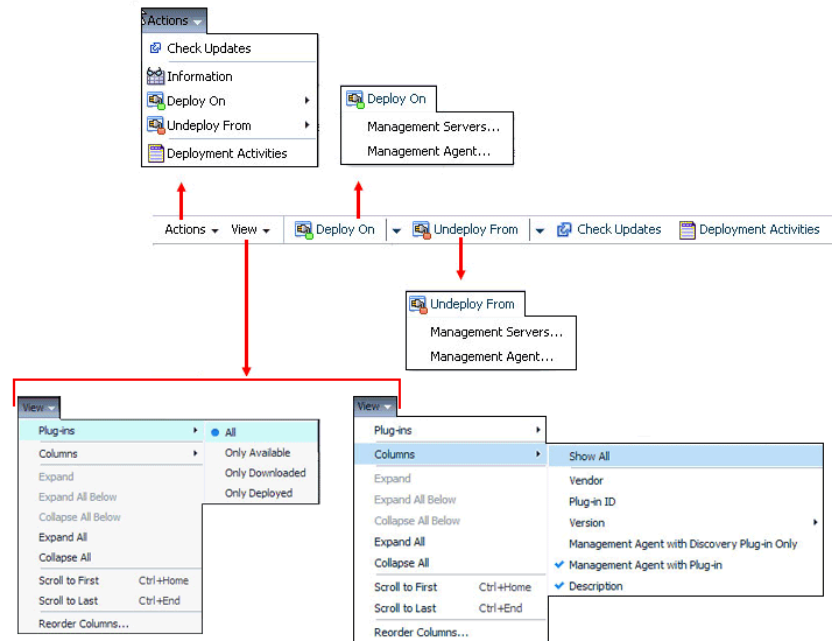 Actions
Check Updates
Information
Deploy On
Undeploy From
Deployment Activities
Deploy On
Management Servers...
Management Agent...
Actions View Deploy On Undeploy From Check Updates Deployment Activities
Undeploy From
Management Servers...
Management Agent...
View
Plug-ins
Columns
Expand
Expand All Below
Collapse All Below
Expand All
Collapse All
Scroll to First Ctrl+Home
Scroll to Last Ctrl+End
Reorder Columns...
All
Only Available
Only Downloaded
Only Deployed
View
Plug-ins
Columns
Expand
Expand All Below
Collapse All Below
Expand All
Collapse All
Scroll to First Ctrl+Home
Scroll to Last Ctrl+End
Reorder Columns...
Show All
Vendor
Plug-in ID
Version
Management Agent with Discovery Plug-in Only
Management Agent with Plug-in
Description